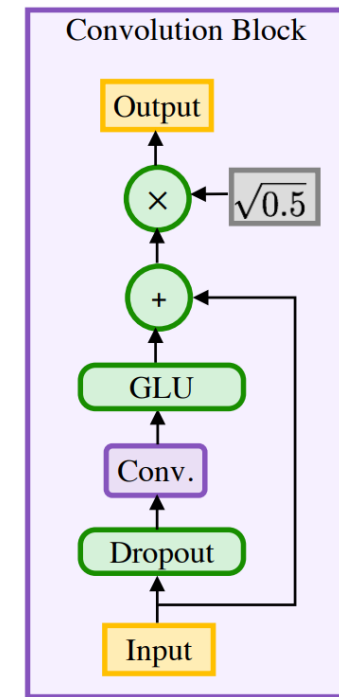 Convolution Block
Output
×
√0.5
+
GLU
Conv.
Dropout
Input